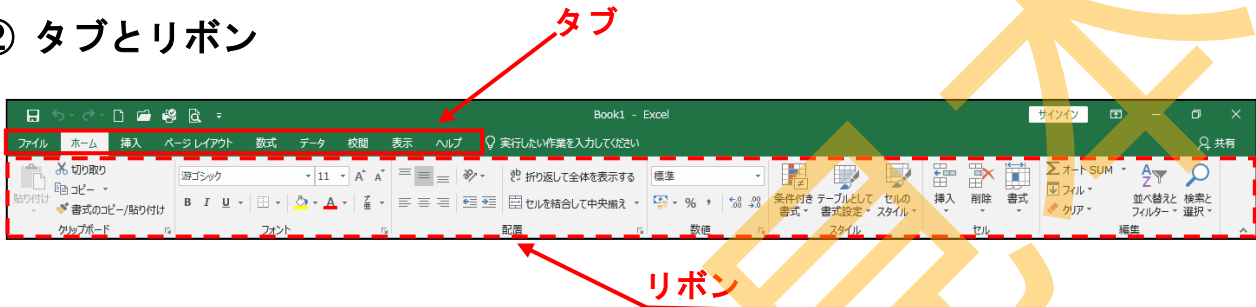 ② タブとリボン
タブ
Book1 - Excel
サインイン
ファイル ホーム 挿入 ページ レイアウト 数式 データ 校閲 表示 ヘルプ 実行したい作業を入力してください 共有
貼り付け
切り取り
コピー
書式のコピー/貼り付け
クリップボード
游ゴシック 11
B I U
フォント
折り返して全体を表示する
セルを結合して中央揃え
配置
標準
数値
条件付き書式
テーブルとして書式設定
セルのスタイル
スタイル
挿入 削除 書式
セル
オート SUM
フィル
クリア
並べ替えとフィルター
検索と選択
編集
リボン